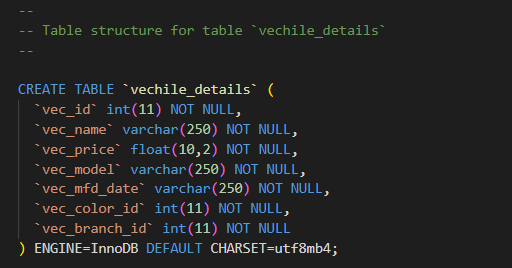 --
-- Table structure for table `vechile_details`
--
CREATE TABLE `vechile_details` (
`vec_id` int(11) NOT NULL,
`vec_name` varchar(250) NOT NULL,
`vec_price` float(10,2) NOT NULL,
`vec_model` varchar(250) NOT NULL,
`vec_mfd_date` varchar(250) NOT NULL,
`vec_color_id` int(11) NOT NULL,
`vec_branch_id` int(11) NOT NULL
) ENGINE=InnoDB DEFAULT CHARSET=utf8mb4;